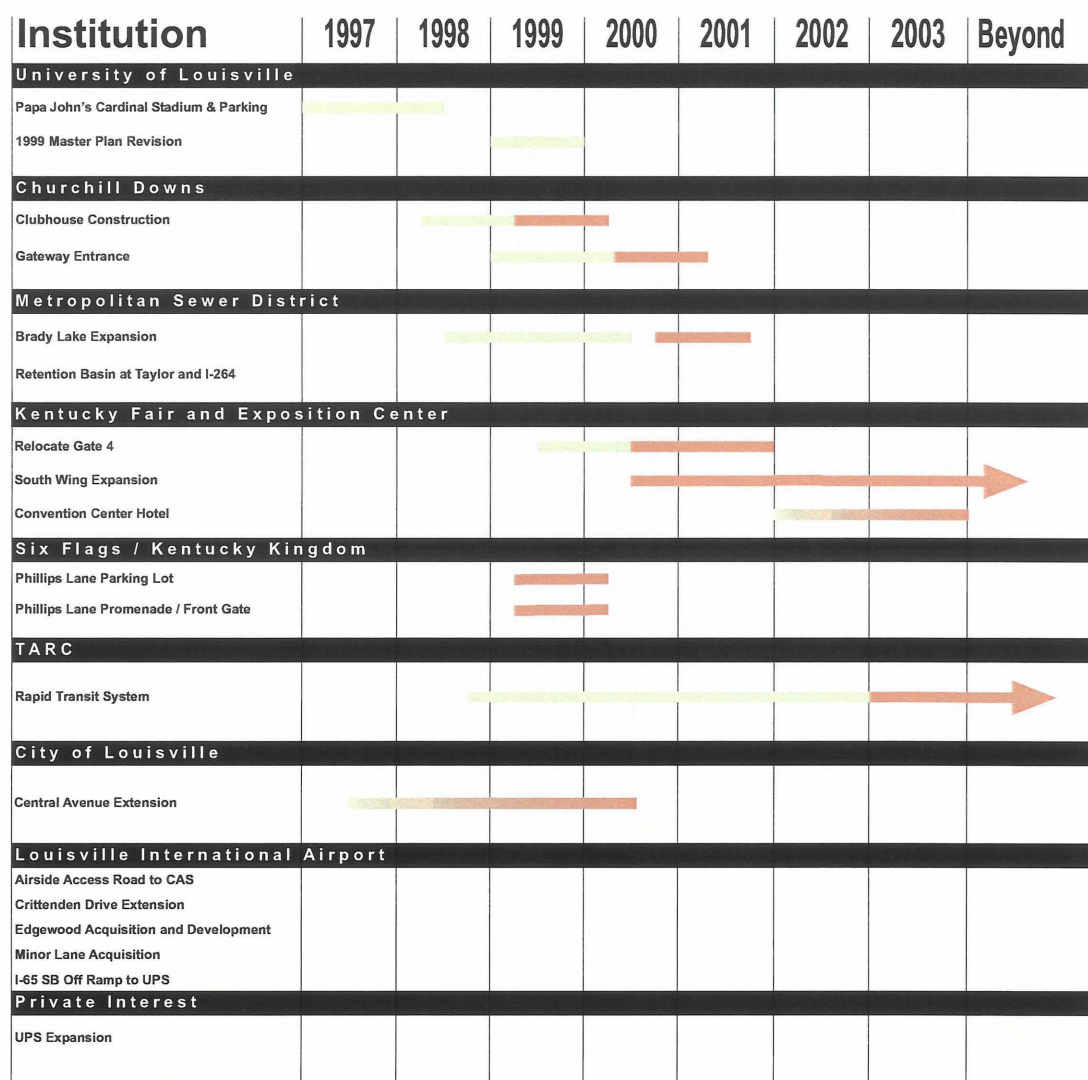 Institution 1997 1998 1999 2000 2001 2002 2003 Beyond
University of Louisville
Papa John's Cardinal Stadium & Parking
1999 Master Plan Revision
Churchill Downs
Clubhouse Construction
Gateway Entrance
Metropolitan Sewer District
Brady Lake Expansion
Retention Basin at Taylor and I-264
Kentucky Fair and Exposition Center
Relocate Gate 4
South Wing Expansion
Convention Center Hotel
Six Flags / Kentucky Kingdom
Phillips Lane Parking Lot
Phillips Lane Promenade / Front Gate
TARC
Rapid Transit System
City of Louisville
Central Avenue Extension
Louisville International Airport
Airside Access Road to CAS
Crittenden Drive Extension
Edgewood Acquisition and Development
Minor Lane Acquisition
I-65 SB Off Ramp to UPS
Private Interest
UPS Expansion